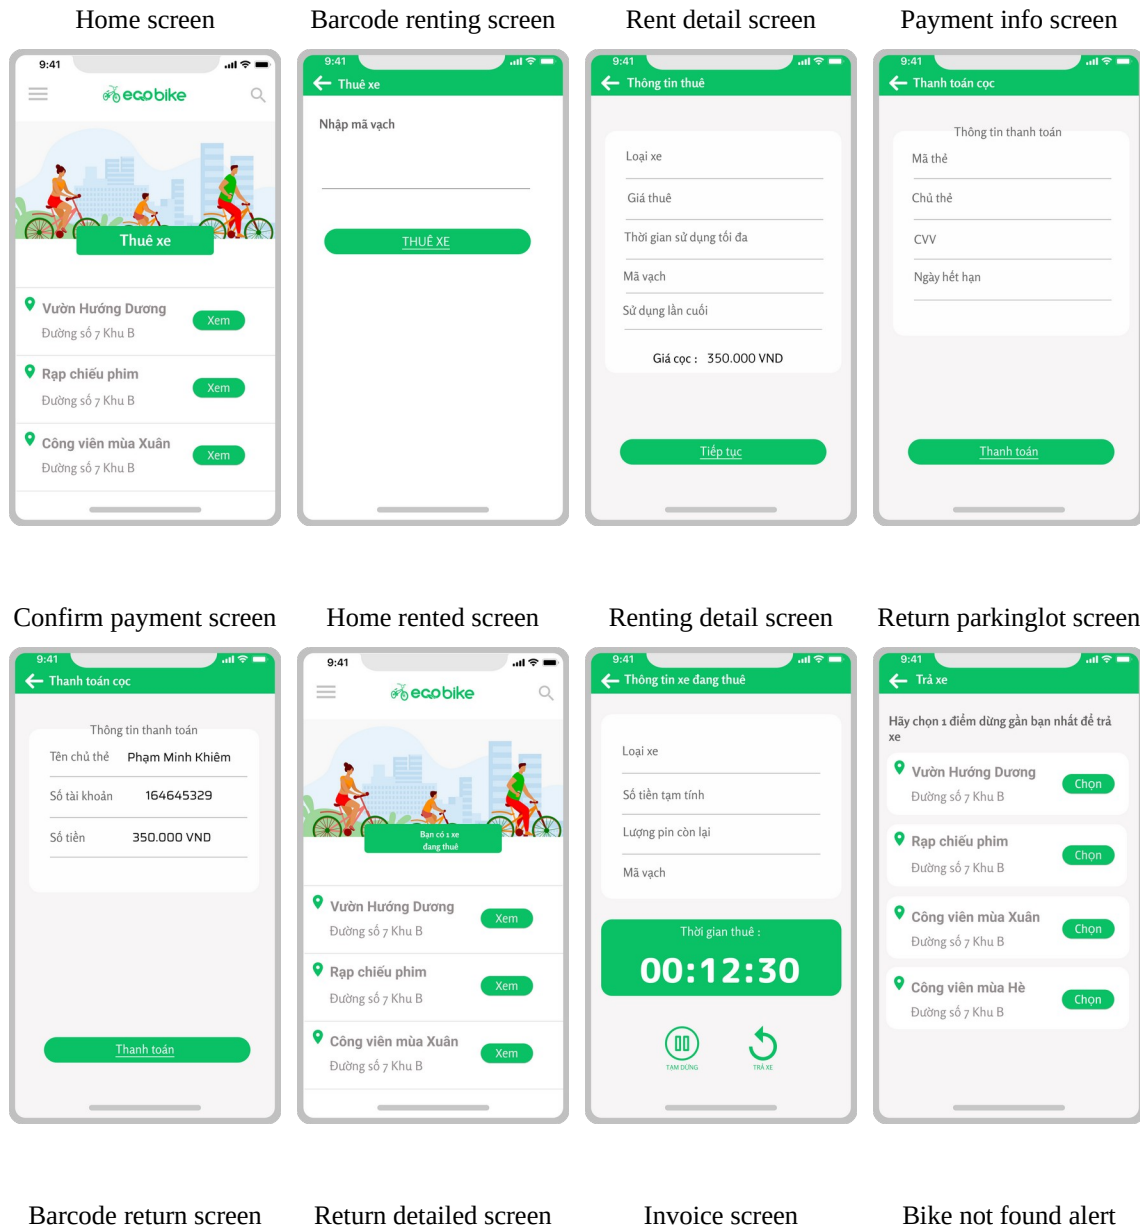 Home screen
Barcode renting screen
Rent detail screen
Payment info screen
9:41
ecobike
Thuê xe
Vườn Hướng Dương
Đường số 7 Khu B
Xem
Rạp chiếu phim
Đường số 7 Khu B
Xem
Công viên mùa Xuân
Đường số 7 Khu B
Xem
9:41
Thuê xe
Nhập mã vạch
THUÊ XE
9:41
Thông tin thuê
Loại xe
Giá thuê
Thời gian sử dụng tối đa
Mã vạch
Sử dụng lần cuối
Giá cọc : 350.000 VND
Tiếp tục
9:41
Thanh toán cọc
Thông tin thanh toán
Mã thẻ
Chủ thẻ
CVV
Ngày hết hạn
Thanh toán
Confirm payment screen
Home rented screen
Renting detail screen
Return parkinglot screen
9:41
Thanh toán cọc
Thông tin thanh toán
Tên chủ thẻ Phạm Minh Khiêm
Số tài khoản 164645329
Số tiền 350.000 VND
Thanh toán
9:41
ecobike
Bạn có 1 xe
đang thuê
Vườn Hướng Dương
Đường số 7 Khu B
Xem
Rạp chiếu phim
Đường số 7 Khu B
Xem
Công viên mùa Xuân
Đường số 7 Khu B
Xem
9:41
Thông tin xe đang thuê
Loại xe
Số tiền tạm tính
Lượng pin còn lại
Mã vạch
Thời gian thuê :
00:12:30
TẠM DỪNG
TRẢ XE
9:41
Trả xe
Hãy chọn 1 điểm dừng gần bạn nhất để trả
xe
Vườn Hướng Dương
Đường số 7 Khu B
Chọn
Rạp chiếu phim
Đường số 7 Khu B
Chọn
Công viên mùa Xuân
Đường số 7 Khu B
Chọn
Công viên mùa Hè
Đường số 7 Khu B
Chọn
Barcode return screen
Return detailed screen
Invoice screen
Bike not found alert